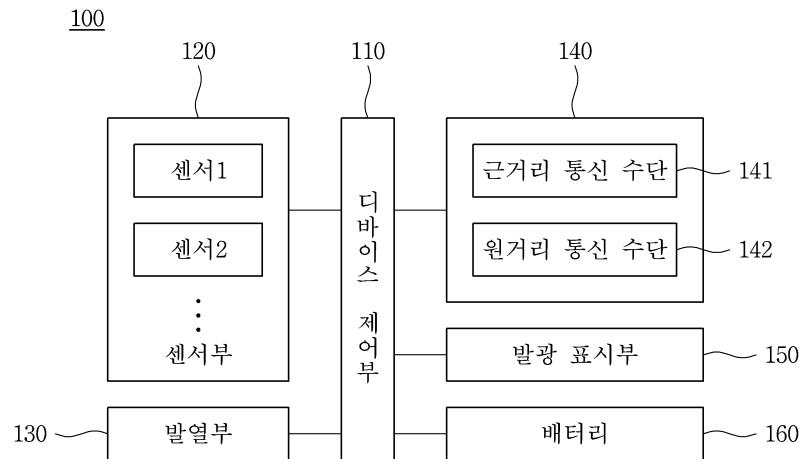 100
120
110
140
센서1
센서2
센서부
디바이스 제어부
근거리 통신 수단
141
원거리 통신 수단
142
발광 표시부
150
130
발열부
배터리
160